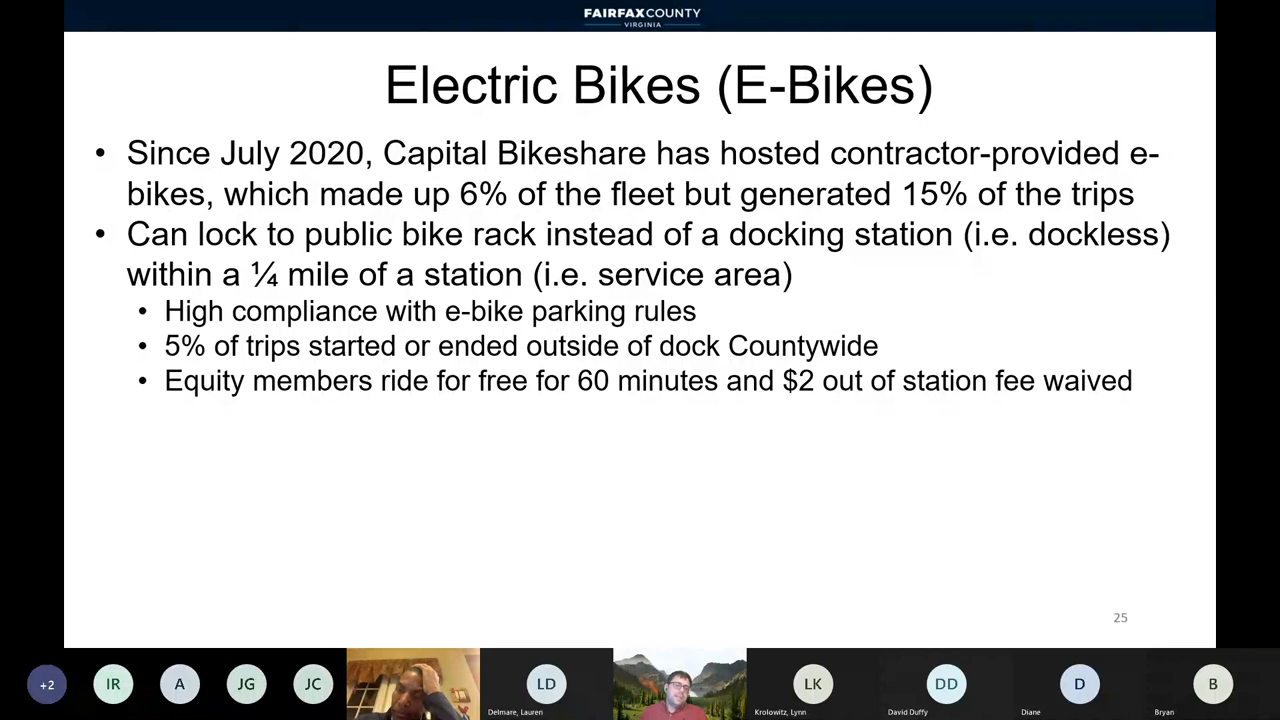 FAIRFAXCOUNTY
VIRGINIA
Electric Bikes (E-Bikes)
• Since July 2020, Capital Bikeshare has hosted contractor-provided e-
bikes, which made up 6% of the fleet but generated 15% of the trips
• Can lock to public bike rack instead of a docking station (i.e. dockless)
within a ¼ mile of a station (i.e. service area)
• High compliance with e-bike parking rules
• 5% of trips started or ended outside of dock Countywide
• Equity members ride for free for 60 minutes and $2 out of station fee waived
25
+2
IR
A
JG
JC
LD
LK
DD
D
B
Delmare, Lauren
Krolowitz, Lynn
David Duffy
Diane
Bryan